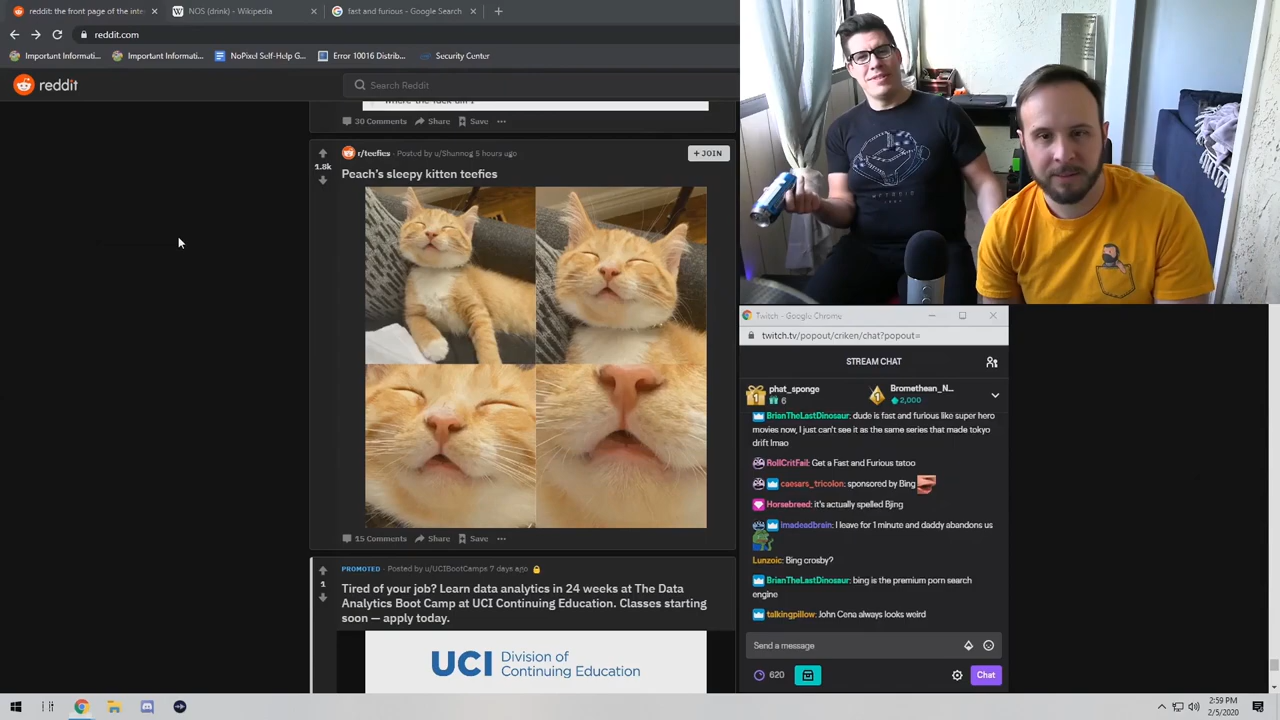 reddit: the front page of the inte
NOS (drink) - Wikipedia
fast and furious - Google Search
reddit.com
Important Informati...
Important Informati...
NoPixel Self-Help G...
Error 10016 Distrib...
Security Center
reddit
Search Reddit
30 Comments
Share
Save
r/teefies · Posted by u/Shannog 5 hours ago
+ JOIN
1.8k
Peach's sleepy kitten teefies
15 Comments
Share
Save
PROMOTED · Posted by u/UCIBootCamps 7 days ago
1
Tired of your job? Learn data analytics in 24 weeks at The Data
Analytics Boot Camp at UCI Continuing Education. Classes starting
soon — apply today.
UCI Division of
Continuing Education
Twitch - Google Chrome
twitch.tv/popout/criken/chat?popout=
STREAM CHAT
phat_sponge
6
Bromethean_N...
2,000
BrianTheLastDinosaur: dude is fast and furious like super hero
movies now, I just can't see it as the same series that made tokyo
drift lmao
RollCritFail: Get a Fast and Furious tatoo
caesars_tricolon: sponsored by Bing
Horsebreed: it's actually spelled Bjing
imadeadbrain: I leave for 1 minute and daddy abandons us
Lunzoic: Bing crosby?
BrianTheLastDinosaur: bing is the premium porn search
engine
talkingpillow: John Cena always looks weird
Send a message
620
Chat
2:59 PM
2/5/2020